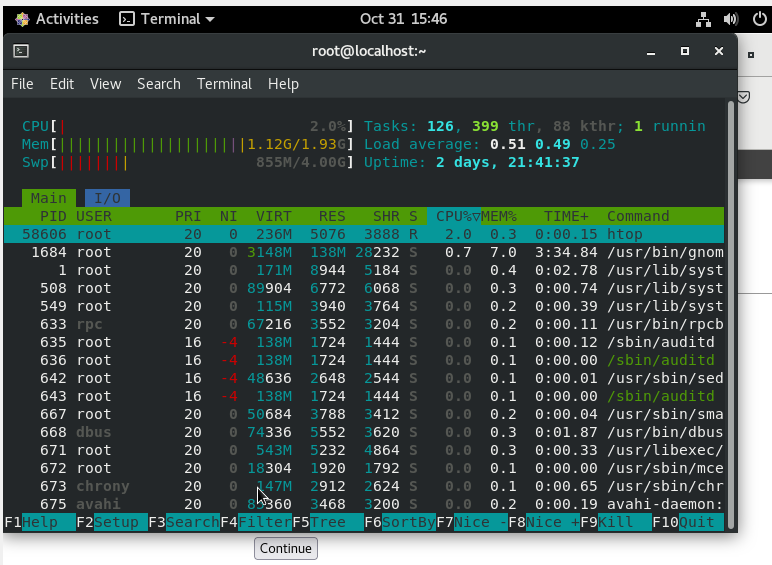 Activities Terminal Oct 31 15:46
root@localhost:~
File Edit View Search Terminal Help
CPU[| 2.0%] Tasks: 126, 399 thr, 88 kthr; 1 runnin
Mem[|||||||||||||||||||||1.12G/1.93G] Load average: 0.51 0.49 0.25
Swp[|||||||| 855M/4.00G] Uptime: 2 days, 21:41:37
Main I/O
PID USER PRI NI VIRT RES SHR S CPU%▽MEM% TIME+ Command
58606 root 20 0 236M 5076 3888 R 2.0 0.3 0:00.15 htop
1684 root 20 0 3148M 138M 28232 S 0.7 7.0 3:34.84 /usr/bin/gnom
1 root 20 0 171M 8944 5184 S 0.0 0.4 0:02.78 /usr/lib/syst
508 root 20 0 89904 6772 6068 S 0.0 0.3 0:00.74 /usr/lib/syst
549 root 20 0 115M 3940 3764 S 0.0 0.2 0:00.39 /usr/lib/syst
633 rpc 20 0 67216 3552 3204 S 0.0 0.2 0:00.11 /usr/bin/rpcb
635 root 16 -4 138M 1724 1444 S 0.0 0.1 0:00.12 /sbin/auditd
636 root 16 -4 138M 1724 1444 S 0.0 0.1 0:00.00 /sbin/auditd
642 root 16 -4 48636 2648 2544 S 0.0 0.1 0:00.01 /usr/sbin/sed
643 root 16 -4 138M 1724 1444 S 0.0 0.1 0:00.00 /sbin/auditd
667 root 20 0 50684 3788 3412 S 0.0 0.2 0:00.04 /usr/sbin/sma
668 dbus 20 0 74336 5552 3620 S 0.0 0.3 0:01.87 /usr/bin/dbus
671 root 20 0 543M 5232 4864 S 0.0 0.3 0:00.33 /usr/libexec/
672 root 20 0 18304 1920 1792 S 0.0 0.1 0:00.00 /usr/sbin/mce
673 chrony 20 0 147M 2912 2624 S 0.0 0.1 0:00.65 /usr/sbin/chr
675 avahi 20 0 85360 3468 3200 S 0.0 0.2 0:00.19 avahi-daemon:
F1Help F2Setup F3SearchF4FilterF5Tree F6SortByF7Nice -F8Nice +F9Kill F10Quit
Continue